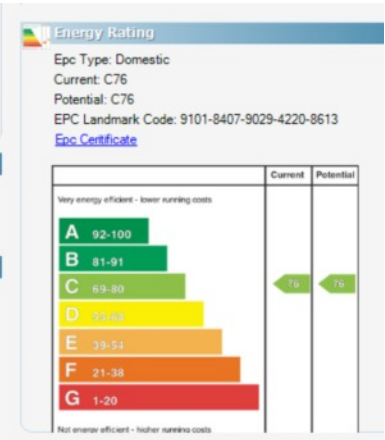 Energy Rating
Epc Type: Domestic
Current: C76
Potential: C76
EPC Landmark Code: 9101-8407-9029-4220-8613
Epc Certificate
Current Potential
Very energy efficient - lower running costs
A 92-100
B 81-91
C 69-80 76 76
D
E 39-54
F 21-38
G 1-20
Not energy efficient - higher running costs